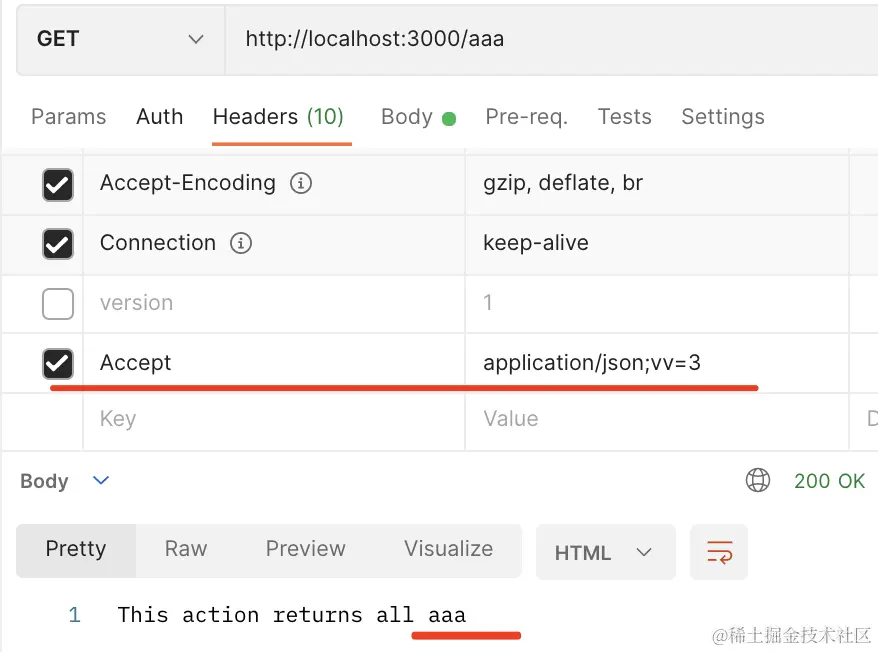 GET http://localhost:3000/aaa
Params Auth Headers (10) Body Pre-req. Tests Settings
Accept-Encoding gzip, deflate, br
Connection keep-alive
version 1
Accept application/json;vv=3
Key Value D
Body 200 OK
Pretty Raw Preview Visualize HTML
1 This action returns all aaa
@稀土掘金技术社区